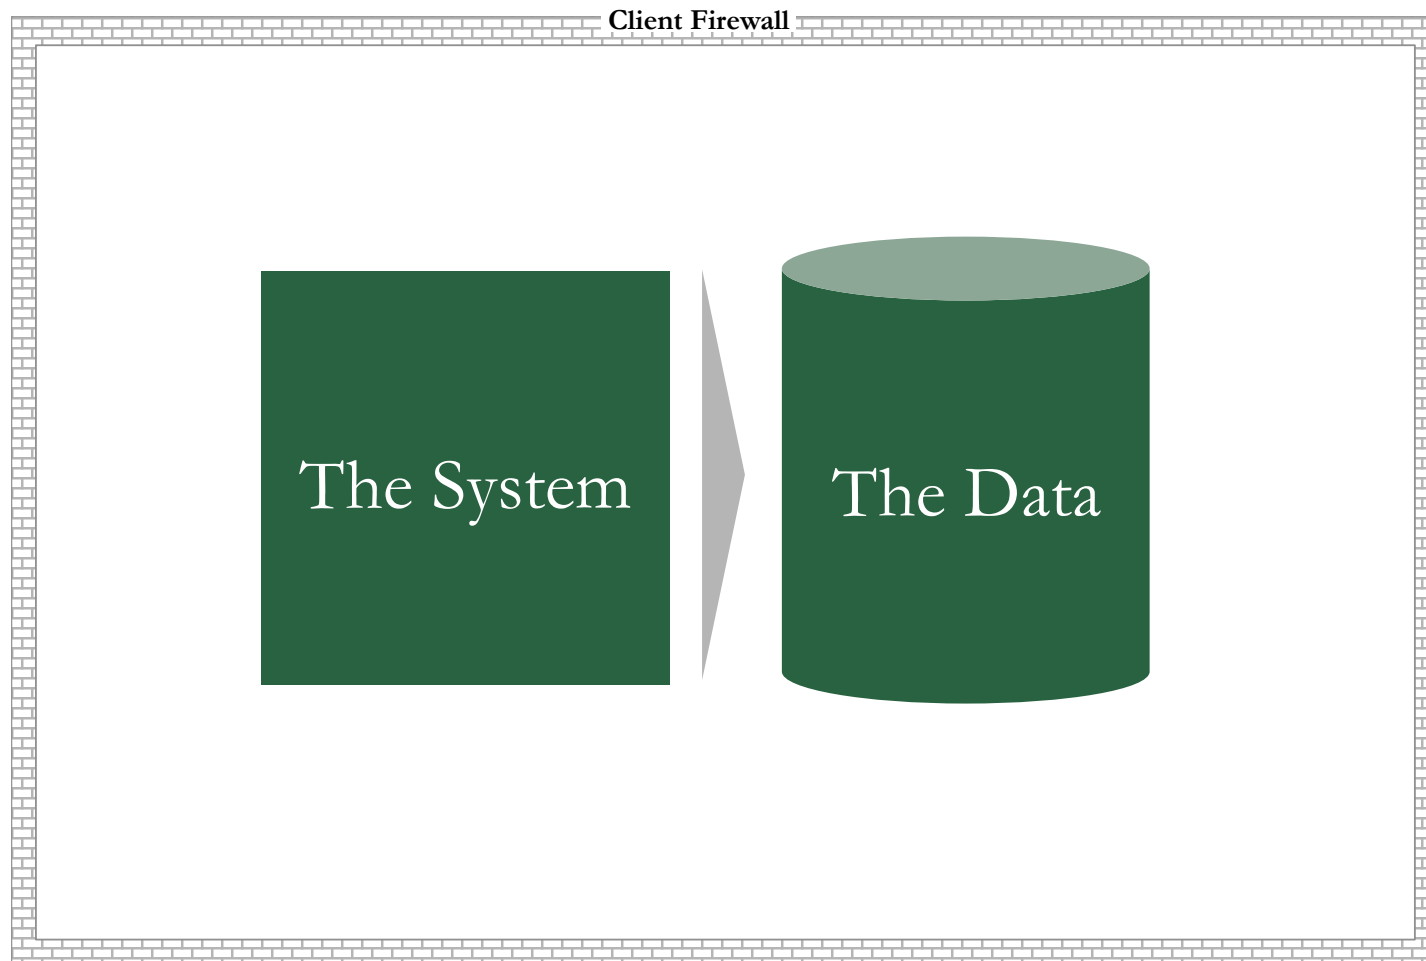 Client Firewall
The System
The Data